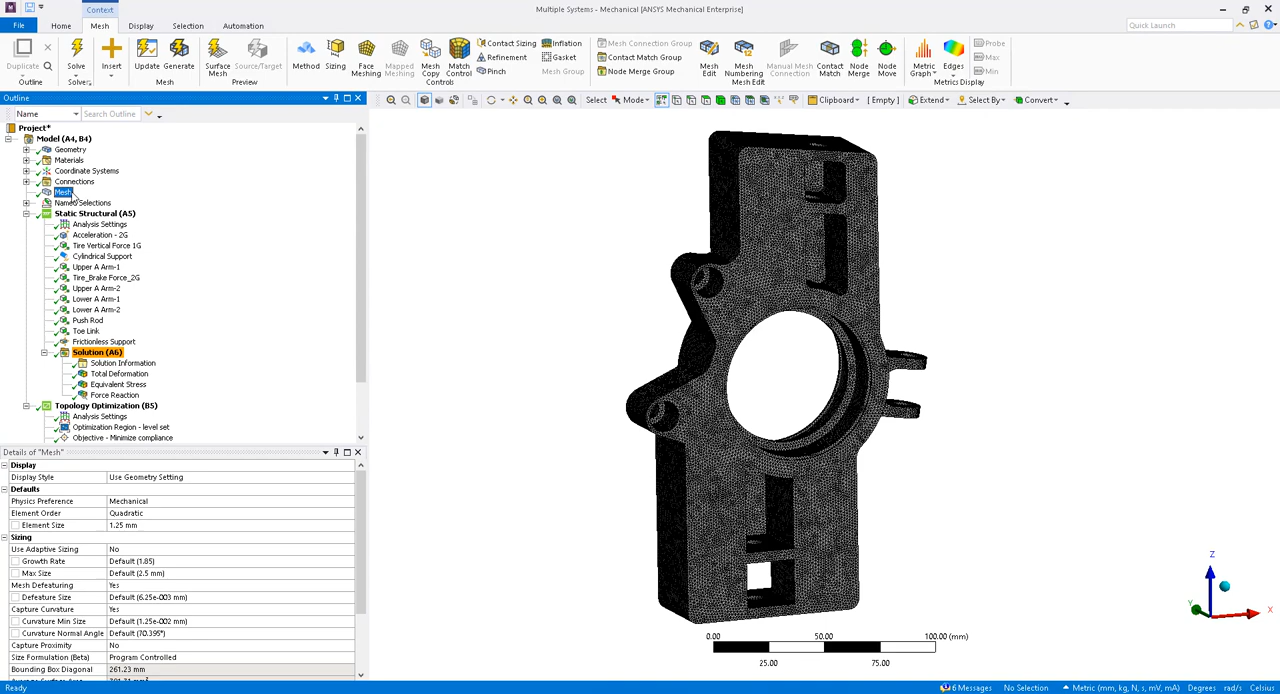 Context
Multiple Systems - Mechanical [ANSYS Mechanical Enterprise]
File Home Mesh Display Selection Automation
Quick Launch
Duplicate Solve Insert Update Generate Surface Mesh Source/Target Method Sizing Face Meshing Mapped Meshing Mesh Copy Match Control Contact Sizing Refinement Pinch Inflation Gasket Mesh Group Mesh Connection Group Contact Match Group Node Merge Group Mesh Edit Mesh Numbering Manual Mesh Connection Contact Match Node Merge Node Move Metric Graph Edges Probe Max Min
Outline Solver Mesh Preview Controls Mesh Edit Metrics Display
Outline
Select Mode Clipboard [ Empty ] Extend Select By Convert
Name Search Outline
Project*
Model (A4, B4)
Geometry
Materials
Coordinate Systems
Connections
Mesh
Named Selections
Static Structural (A5)
Analysis Settings
Acceleration - 2G
Tire Vertical Force 1G
Cylindrical Support
Upper A Arm-1
Tire_Brake Force_2G
Upper A Arm-2
Lower A Arm-1
Lower A Arm-2
Push Rod
Toe Link
Frictionless Support
Solution (A6)
Solution Information
Total Deformation
Equivalent Stress
Force Reaction
Topology Optimization (B5)
Analysis Settings
Optimization Region - level set
Objective - Minimize compliance
Details of "Mesh"
Display
Display Style Use Geometry Setting
Defaults
Physics Preference Mechanical
Element Order Quadratic
Element Size 1.25 mm
Sizing
Use Adaptive Sizing No
Growth Rate Default (1.85)
Max Size Default (2.5 mm)
Mesh Defeaturing Yes
Defeature Size Default (6.25e-003 mm)
Capture Curvature Yes
Curvature Min Size Default (1.25e-002 mm)
Curvature Normal Angle Default (70.395°)
Capture Proximity No
Size Formulation (Beta) Program Controlled
Bounding Box Diagonal 261.23 mm
Z
Y
X
0.00 50.00 100.00 (mm)
25.00 75.00
Ready 6 Messages No Selection Metric (mm, kg, N, s, mV, mA) Degrees rad/s Celsius